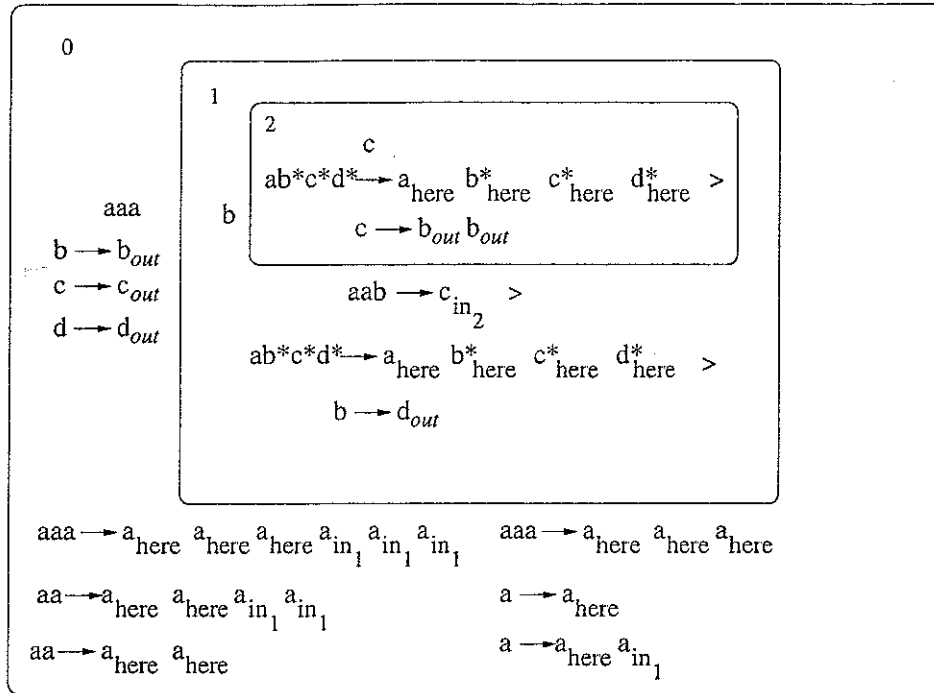 0
1
2
c
ab*c*d* → a_here b*_here c*_here d*_here >
aaa
b
c → b_out b_out
b → b_out
c → c_out
aab → c_in_2 >
d → d_out
ab*c*d* → a_here b*_here c*_here d*_here >
b → d_out
aaa → a_here a_here a_here a_in_1 a_in_1 a_in_1
aaa → a_here a_here a_here
aa → a_here a_here a_in_1 a_in_1
a → a_here
aa → a_here a_here
a → a_here a_in_1